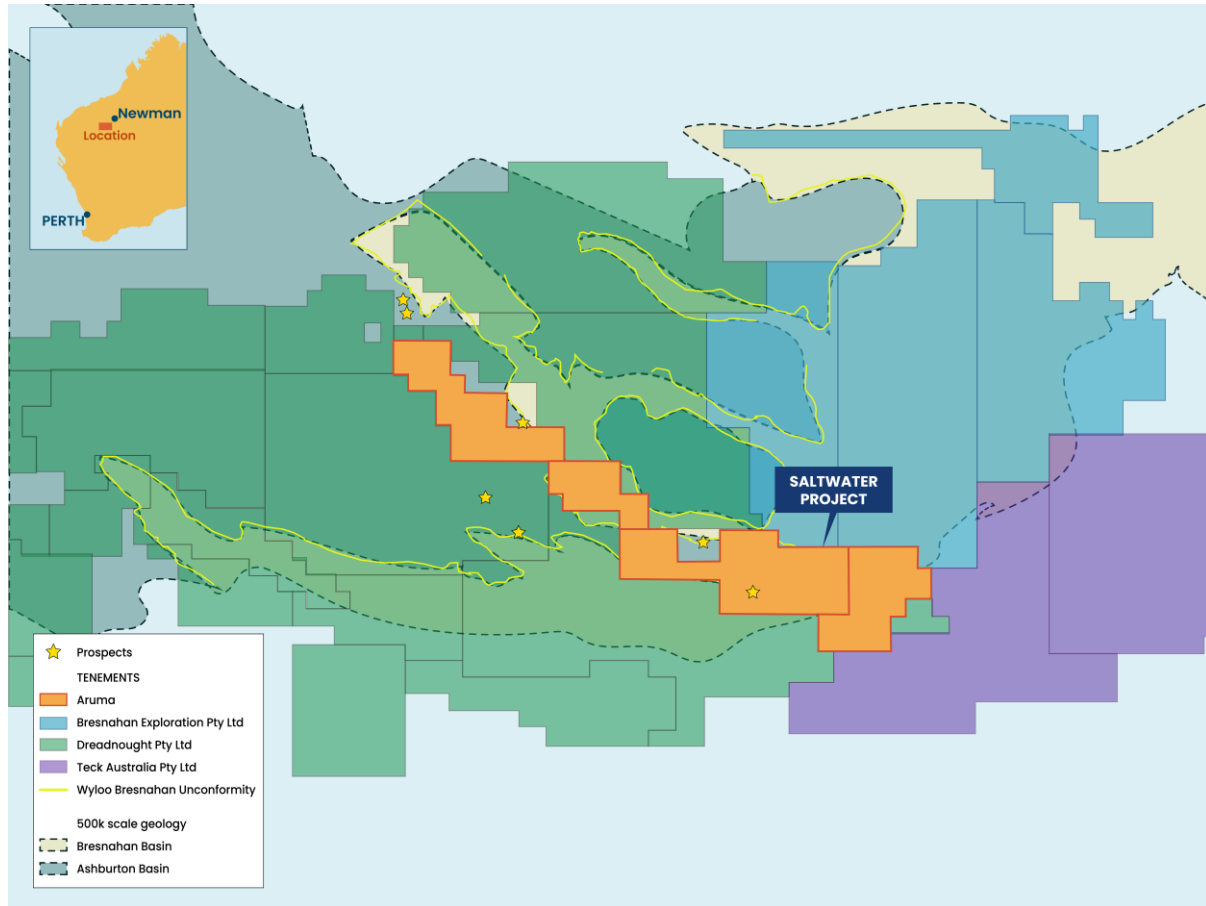 Newman
Location
PERTH
SALTWATER
PROJECT
Prospects
TENEMENTS
Aruma
Bresnahan Exploration Pty Ltd
Dreadnought Pty Ltd
Teck Australia Pty Ltd
Wyloo Bresnahan Unconformity
500k scale geology
Bresnahan Basin
Ashburton Basin